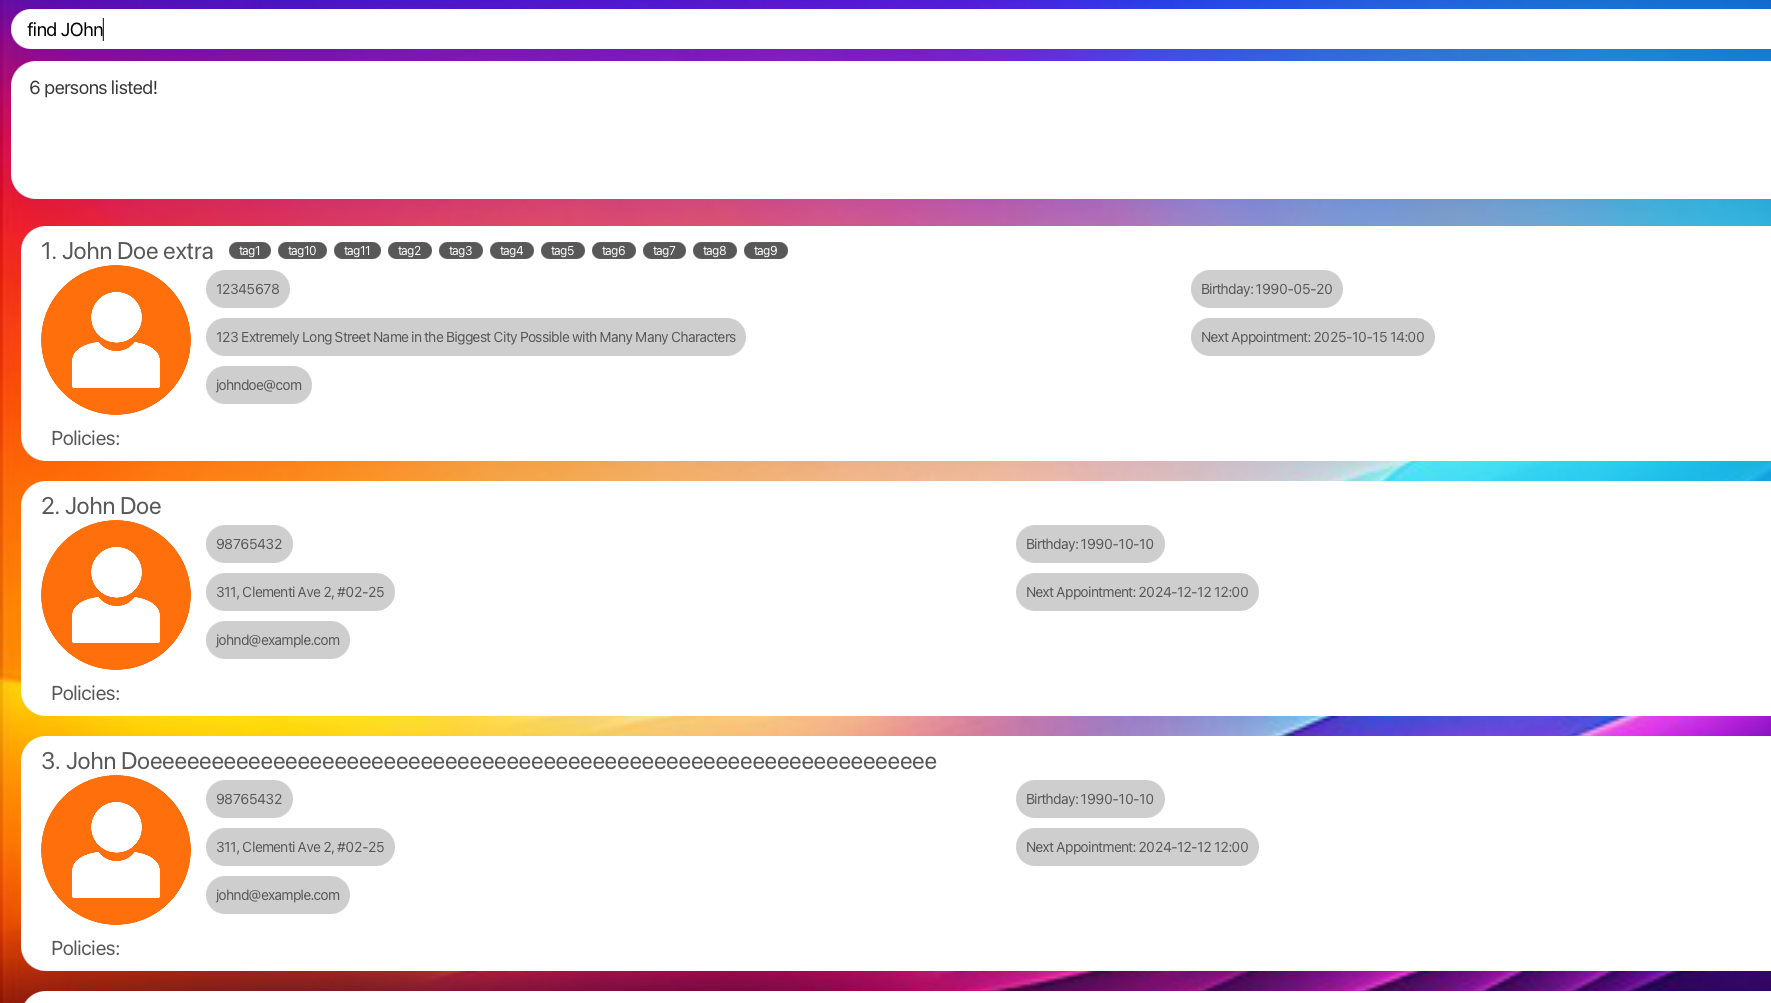 find JOhn
6 persons listed!
1. John Doe extra tag1 tag10 tag11 tag2 tag3 tag4 tag5 tag6 tag7 tag8 tag9
12345678 Birthday: 1990-05-20
123 Extremely Long Street Name in the Biggest City Possible with Many Many Characters Next Appointment: 2025-10-15 14:00
johndoe@com
Policies:
2. John Doe
98765432 Birthday: 1990-10-10
311, Clementi Ave 2, #02-25 Next Appointment: 2024-12-12 12:00
johnd@example.com
Policies:
3. John Doeeeeeeeeeeeeeeeeeeeeeeeeeeeeeeeeeeeeeeeeeeeeeeeeeeeeeeeeeeeeeeee
98765432 Birthday: 1990-10-10
311, Clementi Ave 2, #02-25 Next Appointment: 2024-12-12 12:00
johnd@example.com
Policies: